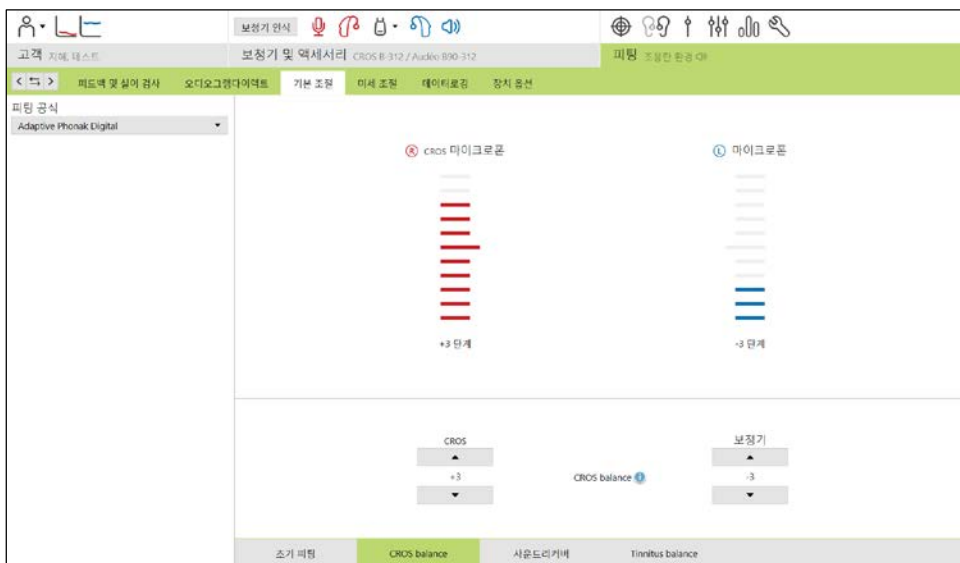 보청기 인식
고객 지혜, 테스트
보청기 및 액세서리 CROS B-312 / Audéo B90-312
피팅 조용한 환경
피드백 및 실이 검사 오디오그램다이렉트 기본 조절 미세 조절 데이터로깅 장치 옵션
피팅 공식
Adaptive Phonak Digital
R CROS 마이크로폰
L 마이크로폰
+3 단계
-3 단계
CROS
보청기
+3
CROS balance
-3
초기 피팅 CROS balance 사운드리커버 Tinnitus balance